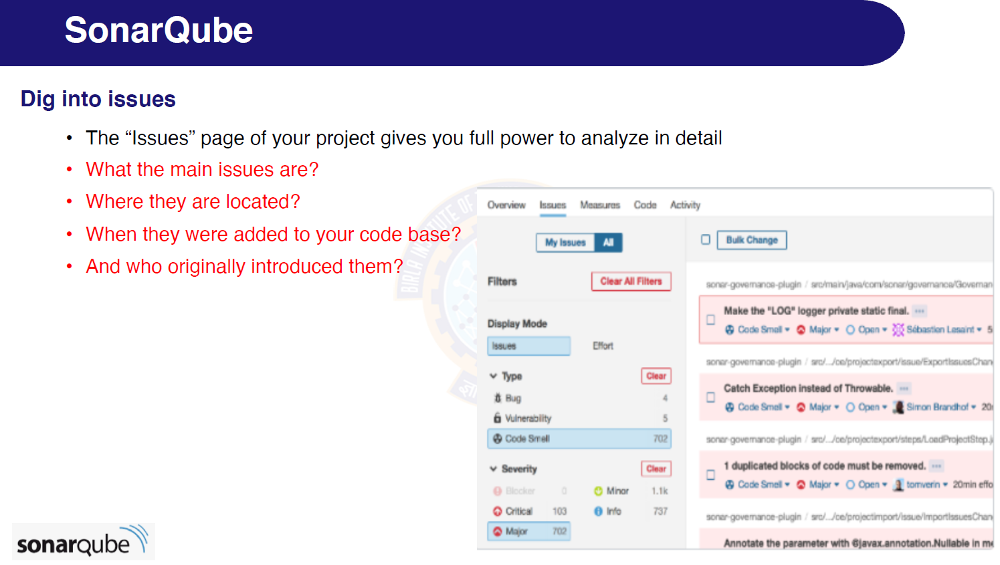 SonarQube
Dig into issues
• The “Issues” page of your project gives you full power to analyze in detail
• What the main issues are?
• Where they are located?
• When they were added to your code base?
• And who originally introduced them?
BIRLA INSTITUTE OF
Overview Issues Measures Code Activity
My Issues All
Bulk Change
Filters Clear All Filters
Display Mode
Issues Effort
Type Clear
Bug 4
Vulnerability 5
Code Smell 702
Severity Clear
Blocker 0 Minor 1.1k
Critical 103 Info 737
Major 702
sonar-governance-plugin / src/main/java/com/sonar/governance/Governan
Make the "LOG" logger private static final. •••
Code Smell Major Open Sébastien Lesaint 5
sonar-governance-plugin / src/.../ce/projectexport/issue/ExportIssuesChan
Catch Exception instead of Throwable. •••
Code Smell Major Open Simon Brandhof 20
sonar-governance-plugin / src/.../ce/projectexport/steps/LoadProjectStep.j
1 duplicated blocks of code must be removed. •••
Code Smell Major Open tomverin 20min effo
sonar-governance-plugin / src/.../ce/projectimport/issue/ImportIssuesChan
Annotate the parameter with @javax.annotation.Nullable in me
sonarqube